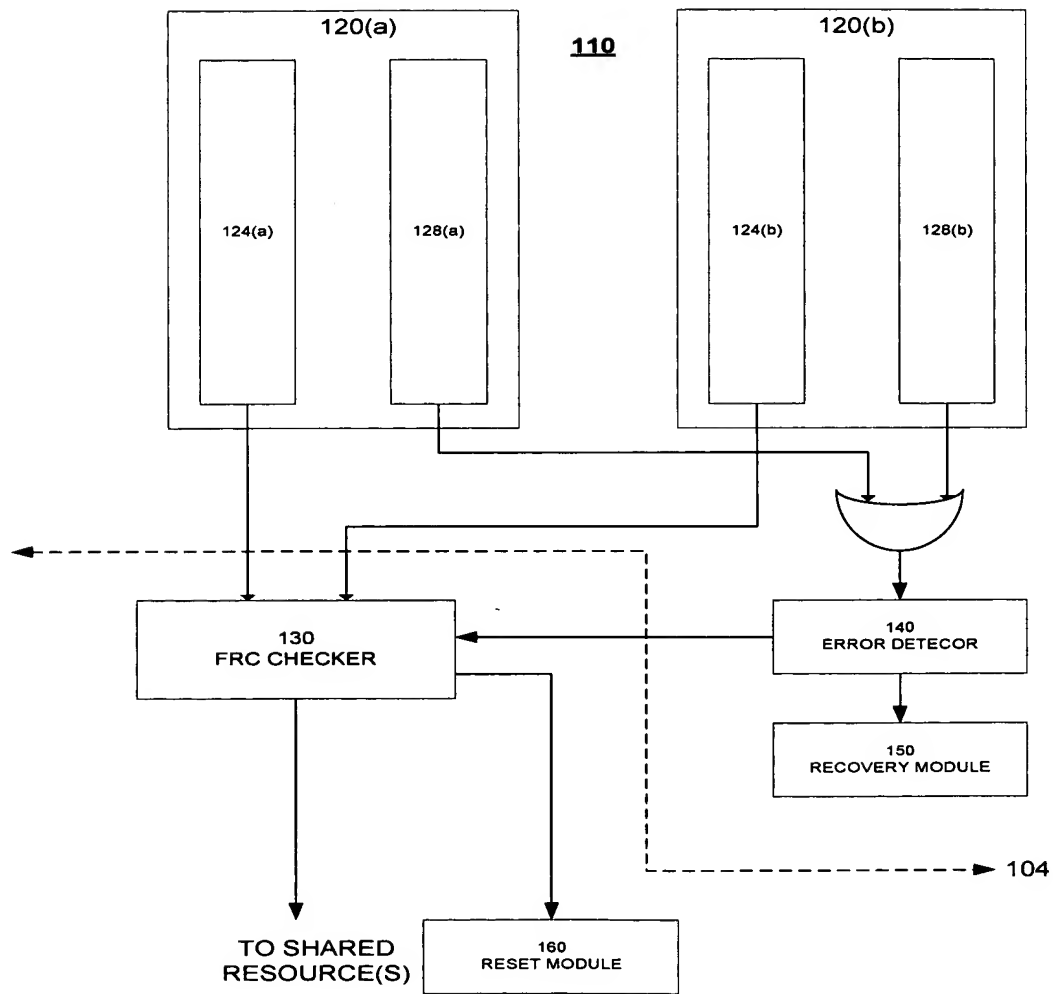 120(a)
110
120(b)
124(a)
128(a)
124(b)
128(b)
130
FRC CHECKER
140
ERROR DETECOR
150
RECOVERY MODULE
104
TO SHARED
RESOURCE(S)
160
RESET MODULE